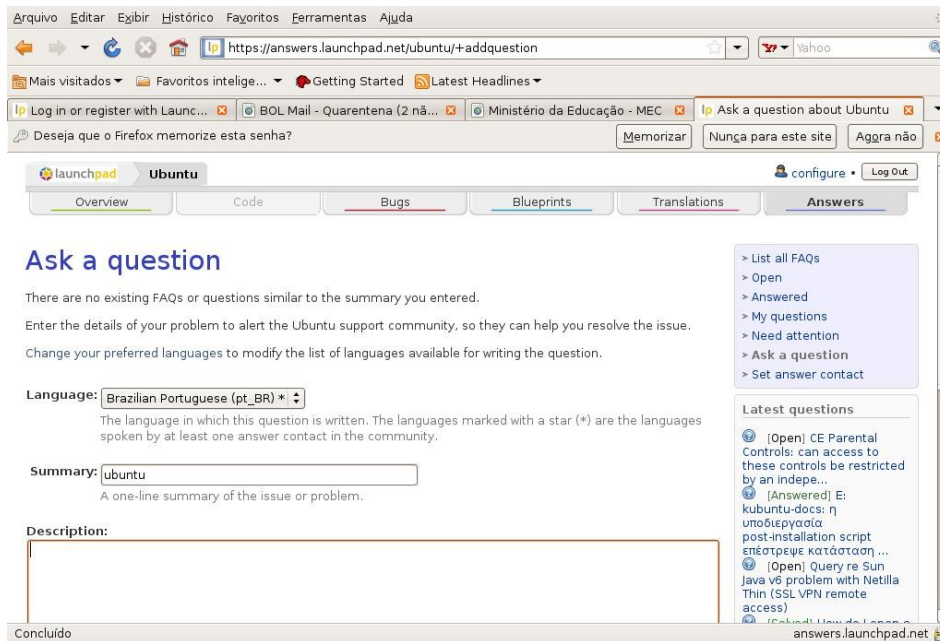 Arquivo Editar Exibir Histórico Favoritos Ferramentas Ajuda
lp https://answers.launchpad.net/ubuntu/+addquestion
Yahoo
Mais visitados Favoritos intelige... Getting Started Latest Headlines
lp Log in or register with Launc... BOL Mail - Quarentena (2 nã... Ministério da Educação - MEC lp Ask a question about Ubuntu
Deseja que o Firefox memorize esta senha? Memorizar Nunca para este site Agora não
launchpad Ubuntu configure • Log Out
Overview Code Bugs Blueprints Translations Answers
Ask a question
There are no existing FAQs or questions similar to the summary you entered.
Enter the details of your problem to alert the Ubuntu support community, so they can help you resolve the issue.
Change your preferred languages to modify the list of languages available for writing the question.
Language: Brazilian Portuguese (pt_BR) *
The language in which this question is written. The languages marked with a star (*) are the languages
spoken by at least one answer contact in the community.
Summary: ubuntu
A one-line summary of the issue or problem.
Description:
> List all FAQs
> Open
> Answered
> My questions
> Need attention
> Ask a question
> Set answer contact
Latest questions
[Open] CE Parental
Controls: can access to
these controls be restricted
by an indepe...
[Answered] E:
kubuntu-docs: η
υποδιεργασία
post-installation script
επέστρεψε κατάσταση ...
[Open] Query re Sun
Java v6 problem with Netilla
Thin (SSL VPN remote
access)
Concluído answers.launchpad.net